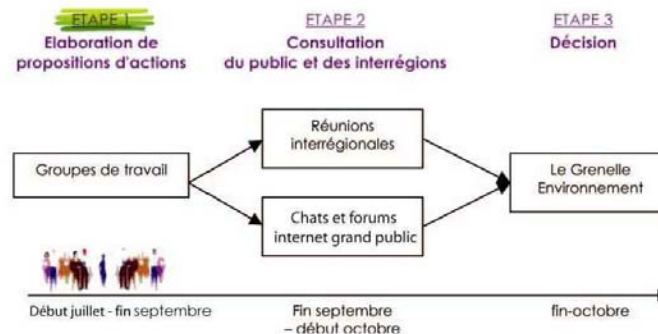 ETAPE 1
Elaboration de
propositions d'actions
ETAPE 2
Consultation
du public et des interrégions
ETAPE 3
Décision
Groupes de travail
Réunions
interrégionales
Chats et forums
internet grand public
Le Grenelle
Environnement
Début juillet - fin septembre
Fin septembre
– début octobre
fin-octobre